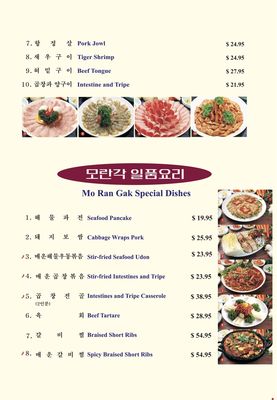 7. 항 정 살 Pork Jowl $ 24.95
8. 새 우 구 이 Tiger Shrimp $ 24.95
9. 혀 밑 구 이 Beef Tongue $ 27.95
10. 곱창과 양구이 Intestine and Tripe $ 21.95
모란각 일품요리
Mo Ran Gak Special Dishes
1. 해 물 파 전 Seafood Pancake $ 19.95
2. 돼 지 보 쌈 Cabbage Wraps Pork $ 25.95
3. 매운해물우동볶음 Stir-fried Seafood Udon $ 23.95
4. 매 운 곱 창 볶 음 Stir-fried Intestines and Tripe $ 23.95
5. 곱 창 전 골 Intestines and Tripe Casserole $ 38.95
(2인분)
6. 육 회 Beef Tartare $ 28.95
7. 갈 비 찜 Braised Short Ribs $ 54.95
8. 매 운 갈 비 찜 Spicy Braised Short Ribs $ 54.95